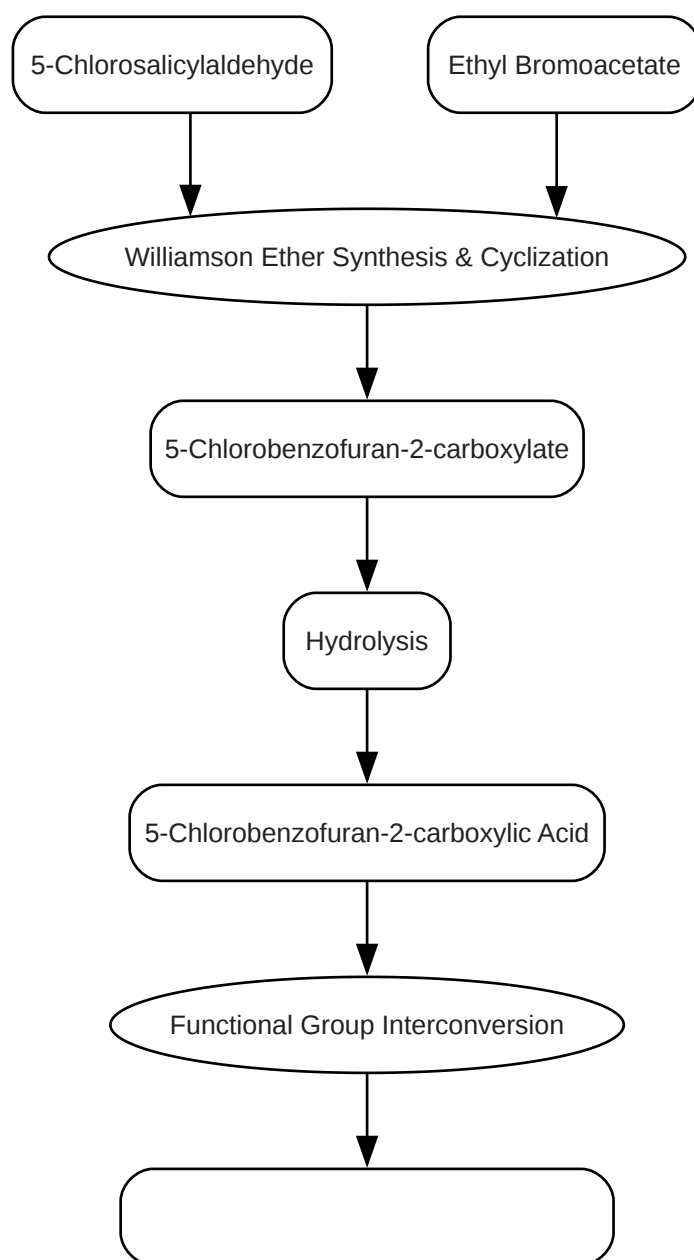 5-Chlorosalicylaldehyde
Ethyl Bromoacetate
Williamson Ether Synthesis & Cyclization
5-Chlorobenzofuran-2-carboxylate
Hydrolysis
5-Chlorobenzofuran-2-carboxylic Acid
Functional Group Interconversion